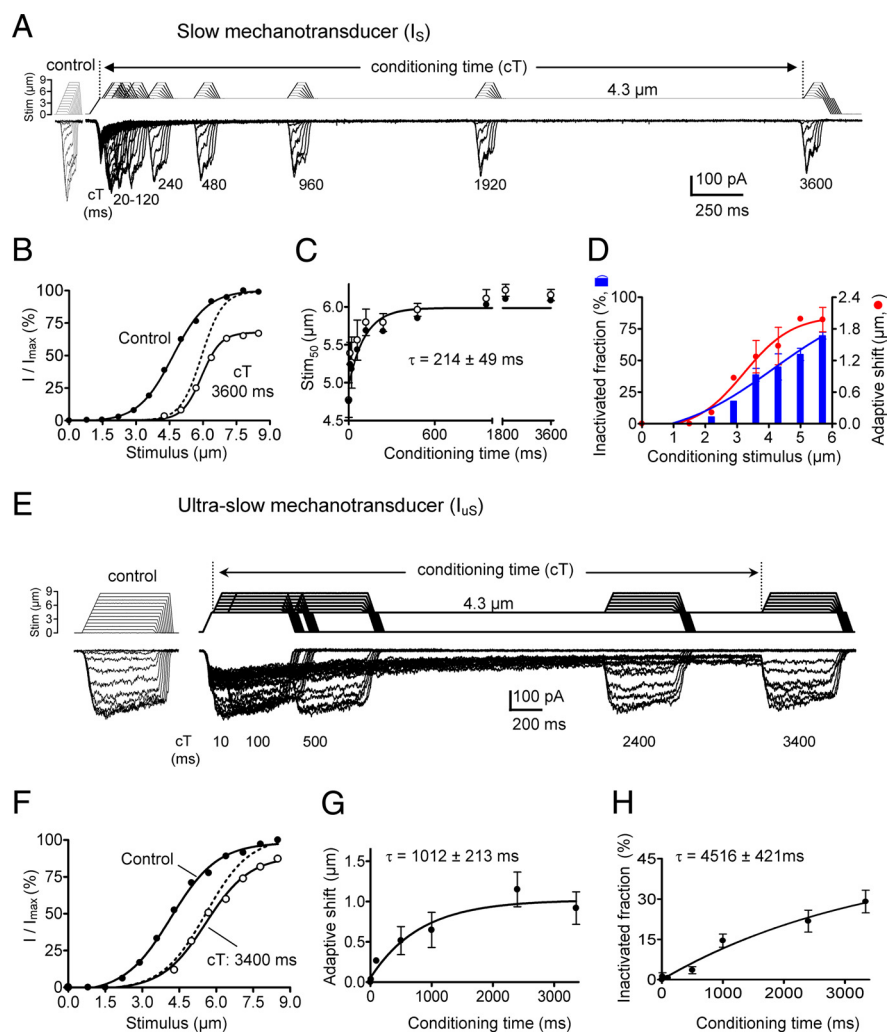 A
Slow mechanotransducer (IS)
control
conditioning time (cT)
Stim (µm)
9
6
3
0
4.3 µm
cT
(ms)
20-120
240
480
960
1920
3600
100 pA
250 ms
B
I / Imax (%)
100
75
50
25
0
Control
cT
3600 ms
0.0 1.5 3.0 4.5 6.0 7.5 9.0
Stimulus (µm)
C
Stim50 (µm)
6.0
5.5
5.0
4.5
τ = 214 ± 49 ms
0 600 1800 3600
Conditioning time (ms)
D
Inactivated fraction (%, )
100
75
50
25
0
2.4
1.8
1.2
0.6
0.0
Adaptive shift (µm, )
0 1 2 3 4 5 6
Conditioning stimulus (µm)
E
Ultra-slow mechanotransducer (IuS)
control
conditioning time (cT)
Stim (µm)
9
6
3
0
4.3 µm
100 pA
200 ms
cT
(ms)
10 100 500 2400 3400
F
I / Imax (%)
100
75
50
25
0
Control
cT: 3400 ms
0.0 1.5 3.0 4.5 6.0 7.5 9.0
Stimulus (µm)
G
Adaptive shift (µm)
1.5
1.0
0.5
0.0
τ = 1012 ± 213 ms
0 1000 2000 3000
Conditioning time (ms)
H
Inactivated fraction (%)
45
30
15
0
τ = 4516 ± 421ms
0 1000 2000 3000
Conditioning time (ms)